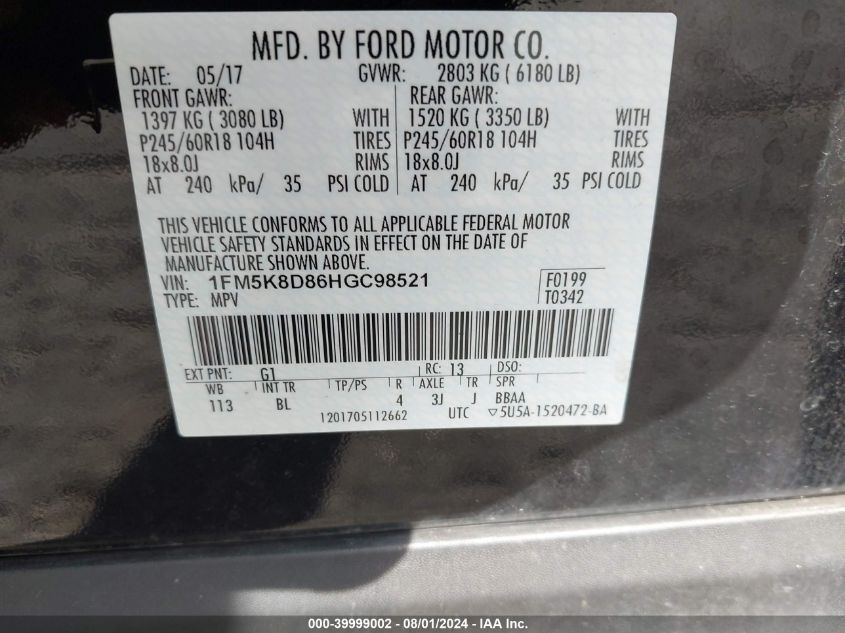 MFD. BY FORD MOTOR CO.
DATE: 05/17 GVWR: 2803 KG ( 6180 LB)
FRONT GAWR: REAR GAWR:
1397 KG ( 3080 LB) WITH 1520 KG ( 3350 LB) WITH
P245/60R18 104H TIRES P245/60R18 104H TIRES
18x8.0J RIMS 18x8.0J RIMS
AT 240 kPa/ 35 PSI COLD AT 240 kPa/ 35 PSI COLD
THIS VEHICLE CONFORMS TO ALL APPLICABLE FEDERAL MOTOR
VEHICLE SAFETY STANDARDS IN EFFECT ON THE DATE OF
MANUFACTURE SHOWN ABOVE.
VIN: 1FM5K8D86HGC98521 F0199
TYPE: MPV T0342
EXT PNT: G1 RC: 13 DSO:
WB INT TR TP/PS R AXLE TR SPR
113 BL 4 3J J BBAA
1201705112662 UTC ▽5U5A-1520472-BA
000-39999002 - 08/01/2024 - IAA Inc.